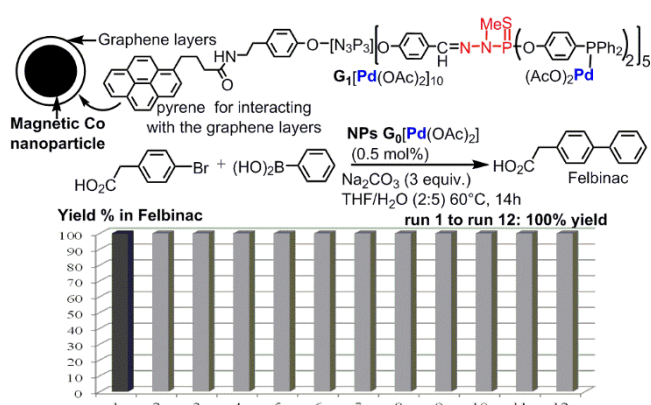 Graphene layers
Magnetic Co
nanoparticle
pyrene for interacting
with the graphene layers
O
N
H
O–[N3P3]
O
C=N–N–P
H
Me
S
O
PPh2
2
5
G1[Pd(OAc)2]10
(AcO)2Pd
HO2C
Br
+
(HO)2B
NPs G0[Pd(OAc)2]
(0.5 mol%)
Na2CO3 (3 equiv.)
THF/H2O (2:5) 60°C, 14h
HO2C
Felbinac
Yield % in Felbinac
run 1 to run 12: 100% yield
100
90
80
70
60
50
40
30
20
10
0